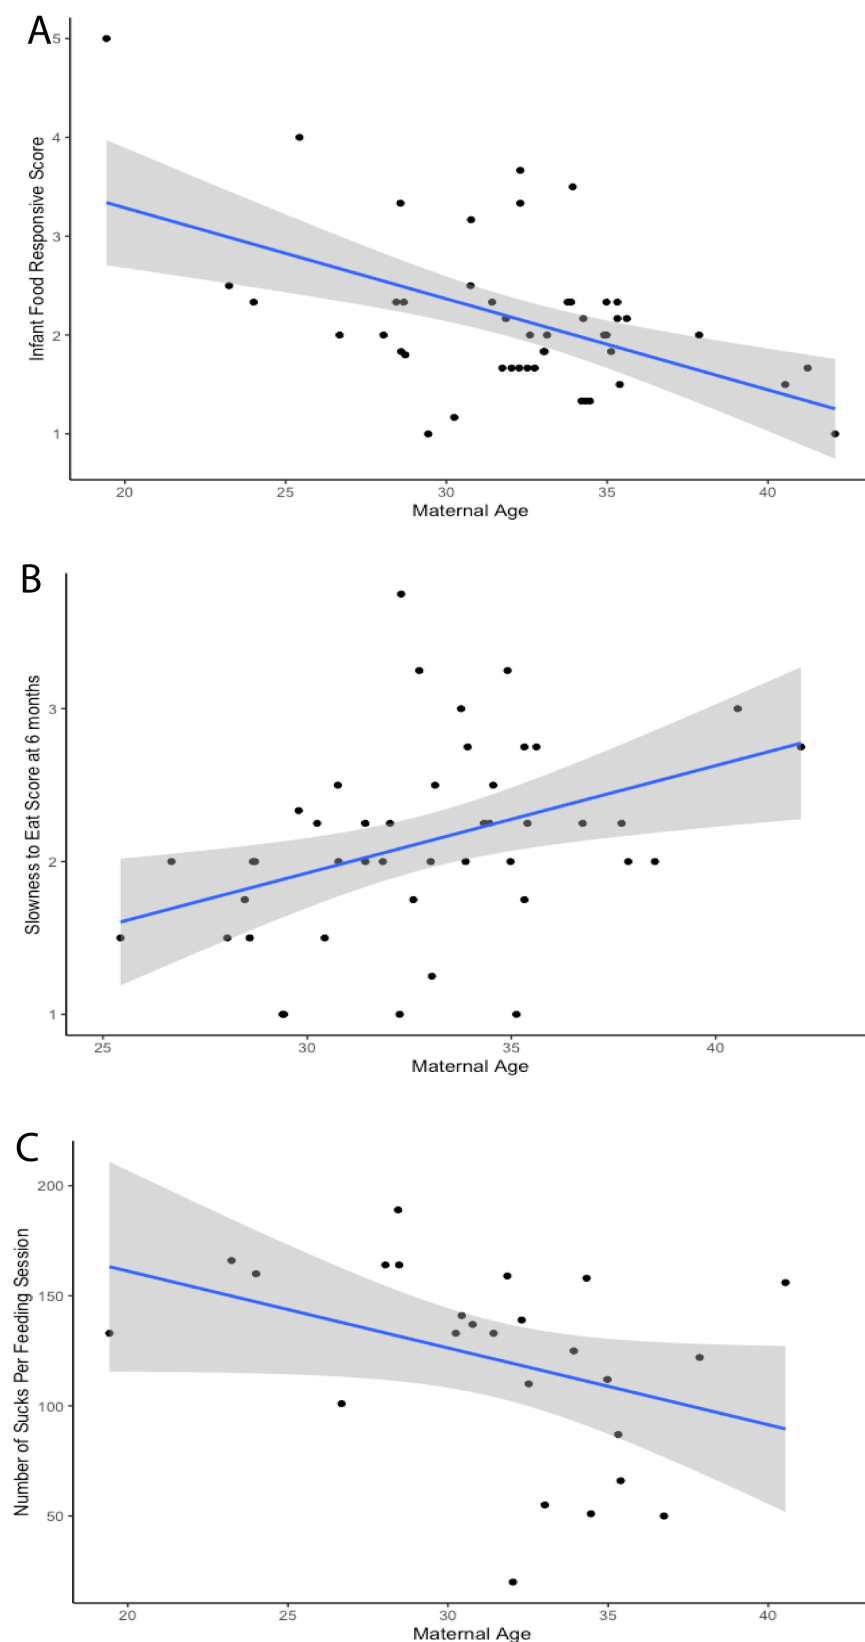 A
Infant Food Responsive Score
5
4
3
2
1
20 25 30 35 40
Maternal Age
B
Slowness to Eat Score at 6 months
3
2
1
25 30 35 40
Maternal Age
C
Number of Sucks Per Feeding Session
200
150
100
50
20 25 30 35 40
Maternal Age